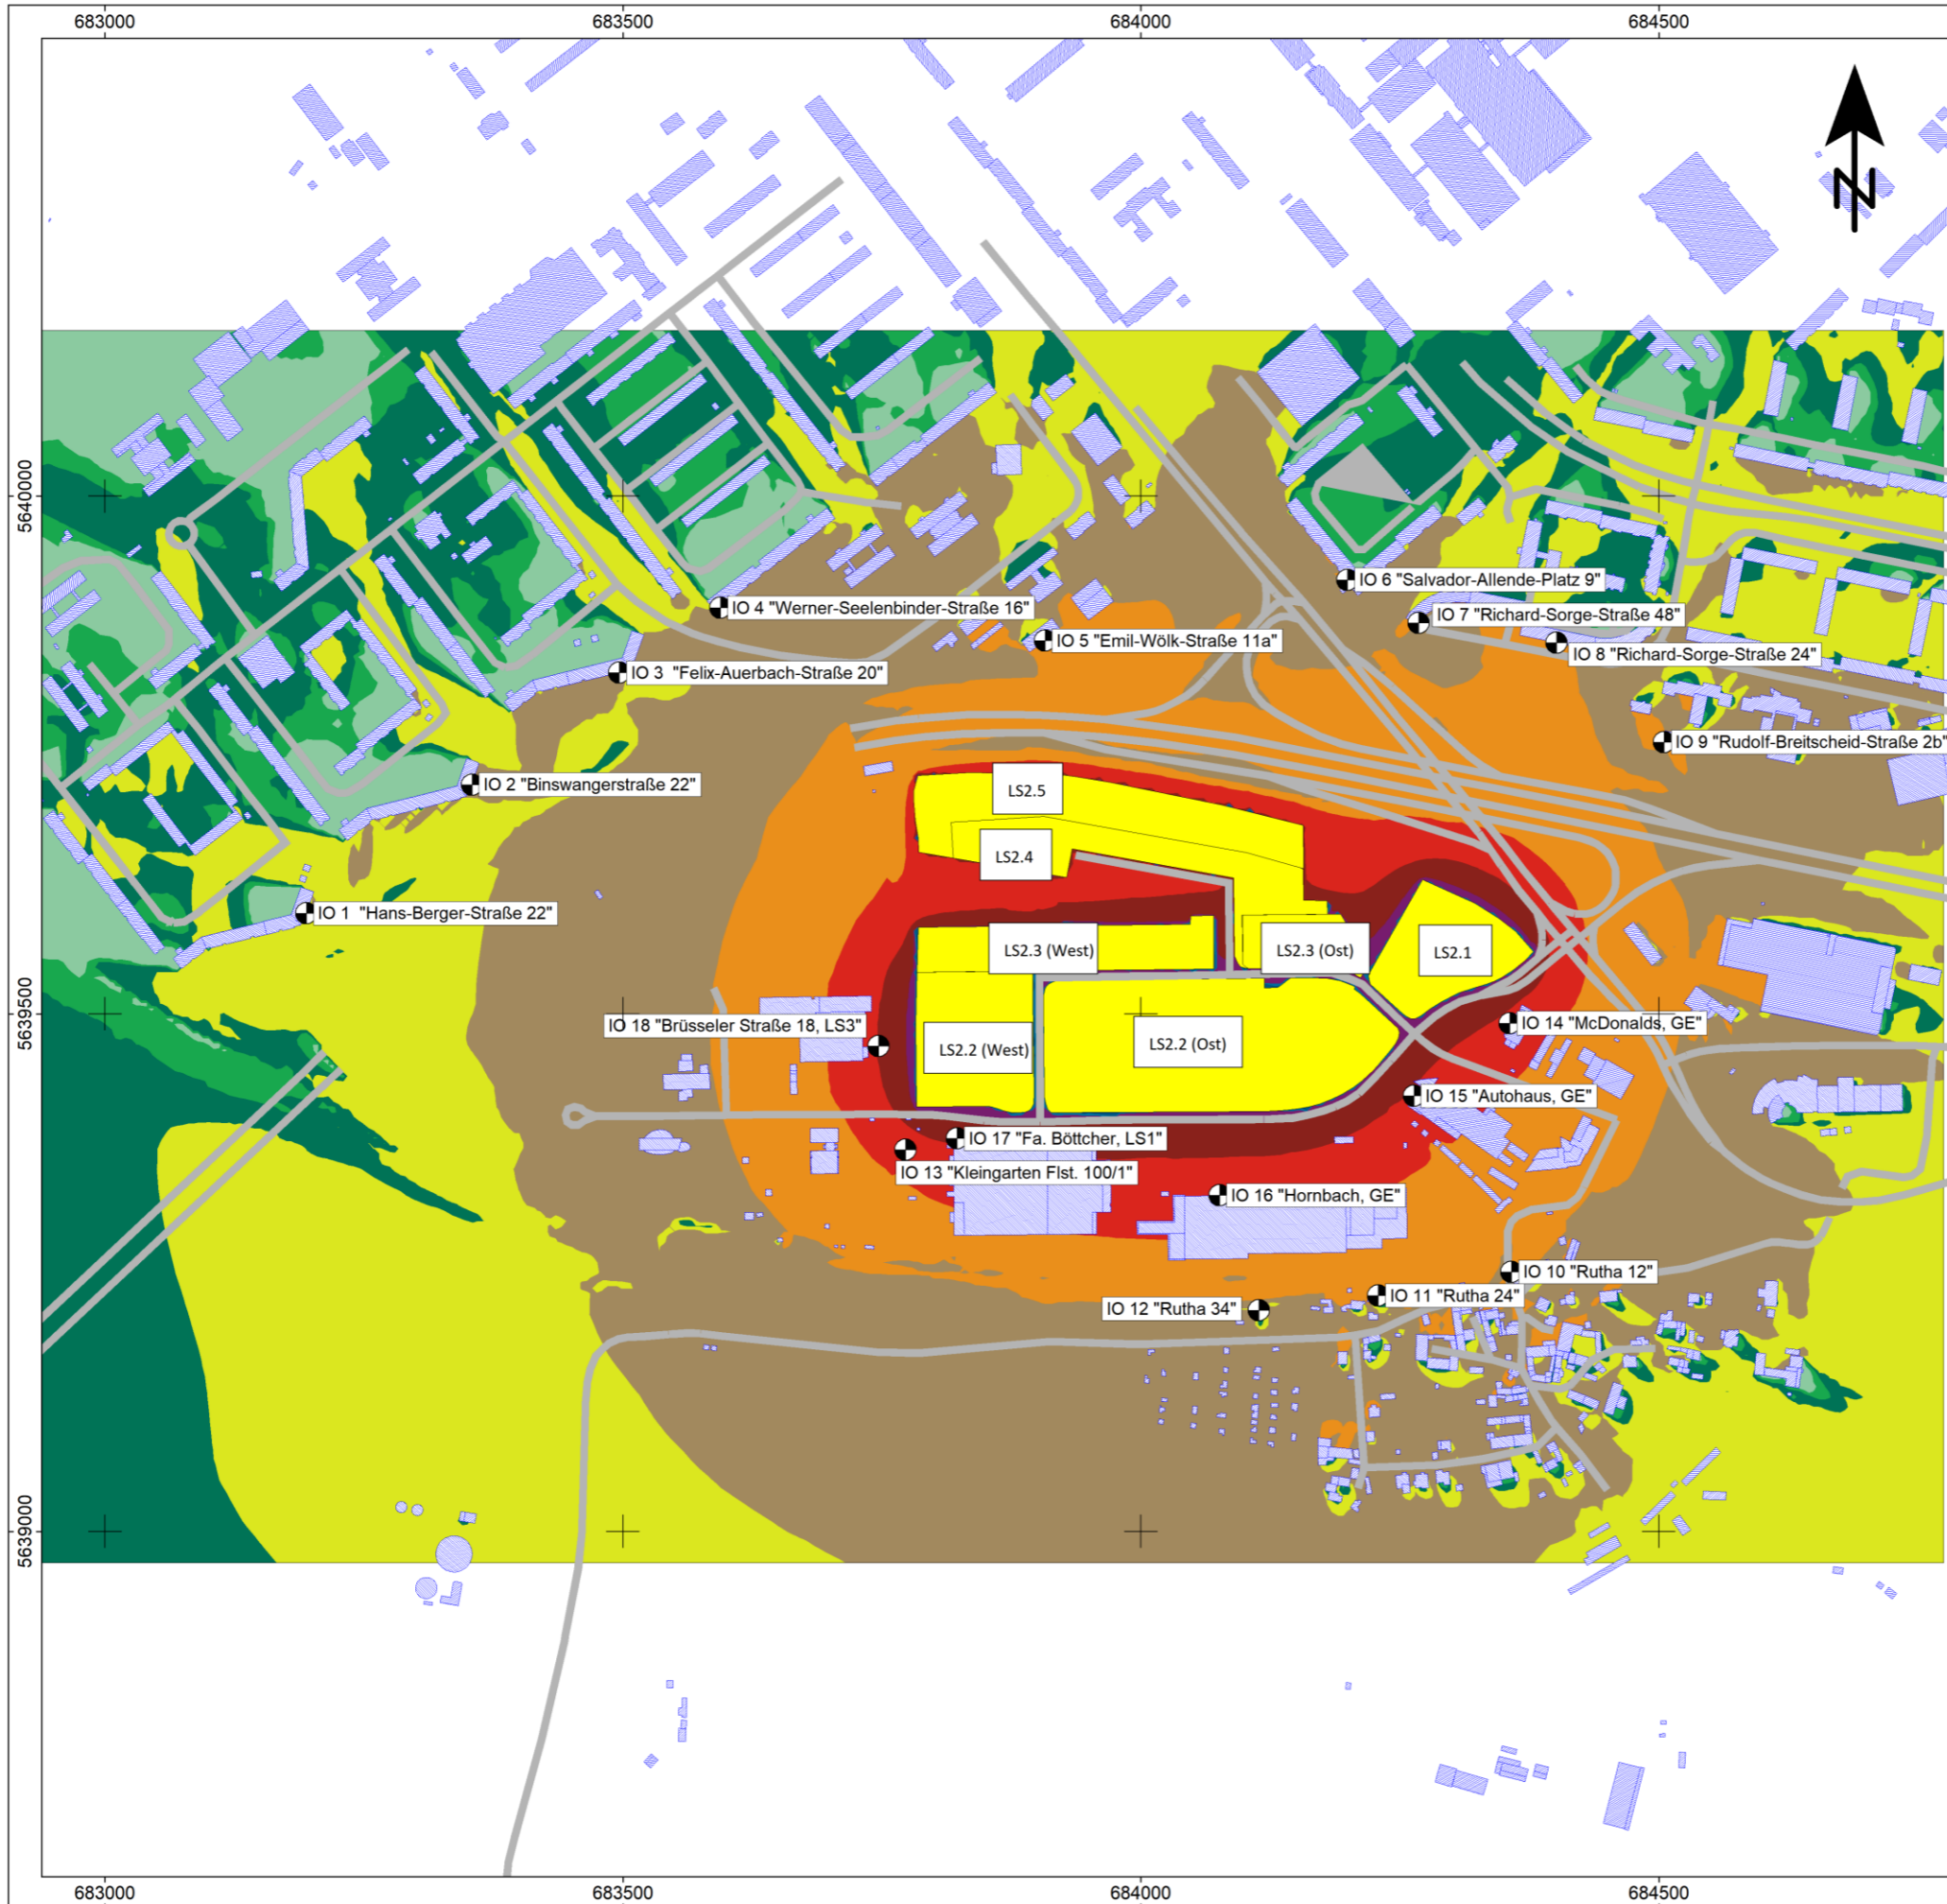 683000
683500
684000
684500
N
5640000
IO 6 "Salvador-Allende-Platz 9"
IO 4 "Werner-Seelenbinder-Straße 16"
IO 7 "Richard-Sorge-Straße 48"
IO 5 "Emil-Wölk-Straße 11a"
IO 8 "Richard-Sorge-Straße 24"
IO 3 "Felix-Auerbach-Straße 20"
IO 9 "Rudolf-Breitscheid-Straße 2b"
IO 2 "Binswangerstraße 22"
LS2.5
LS2.4
IO 1 "Hans-Berger-Straße 22"
LS2.3 (West)
LS2.3 (Ost)
LS2.1
5639500
IO 18 "Brüsseler Straße 18, LS3"
IO 14 "McDonalds, GE"
LS2.2 (West)
LS2.2 (Ost)
IO 15 "Autohaus, GE"
IO 17 "Fa. Böttcher, LS1"
IO 13 "Kleingarten Flst. 100/1"
IO 16 "Hornbach, GE"
IO 10 "Rutha 12"
IO 11 "Rutha 24"
IO 12 "Rutha 34"
5639000
683000
683500
684000
684500